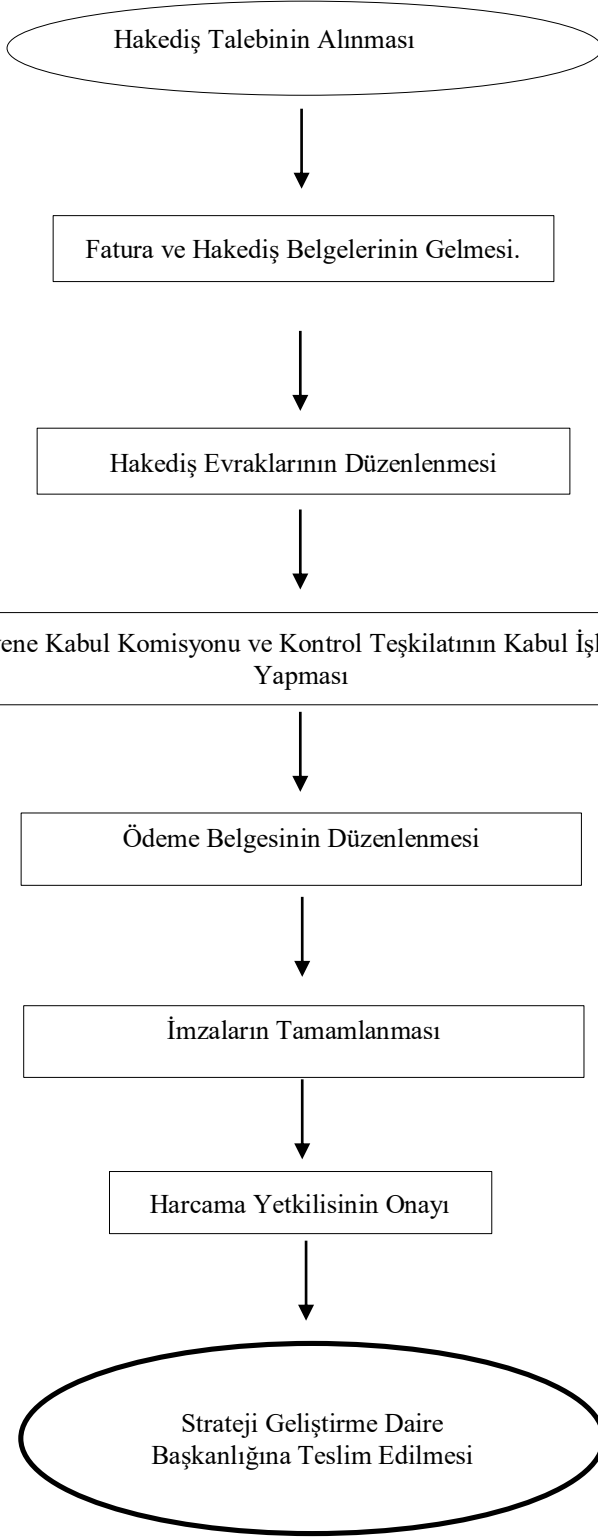 Hakediş Talebinin Alınması
Fatura ve Hakediş Belgelerinin Gelmesi.
Hakediş Evraklarının Düzenlenmesi
Kabul Komisyonu ve Kontrol Teşkilatının Kabul
Yapması
Ödeme Belgesinin Düzenlenmesi
İmzaların Tamamlanması
Harcama Yetkilisinin Onayı
Strateji Geliştirme Daire
Başkanlığına Teslim Edilmesi